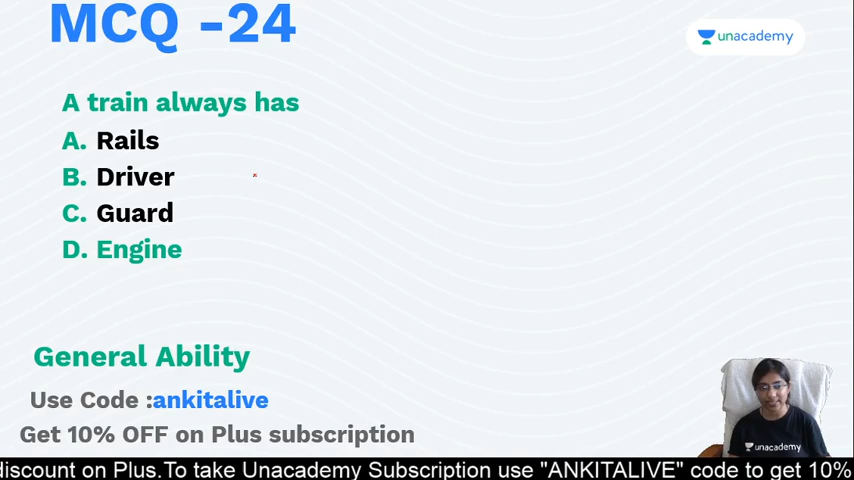 MCQ -24
unacademy
A train always has
A. Rails
B. Driver
C. Guard
D. Engine
General Ability
Use Code :ankitalive
Get 10% OFF on Plus subscription
unacademy
discount on Plus.To take Unacademy Subscription use "ANKITALIVE" code to get 10%